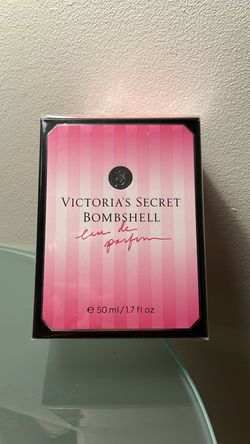 VICTORIA'S SECRET
BOMBSHELL
eau de
parfum
e 50 ml/1.7 fl oz